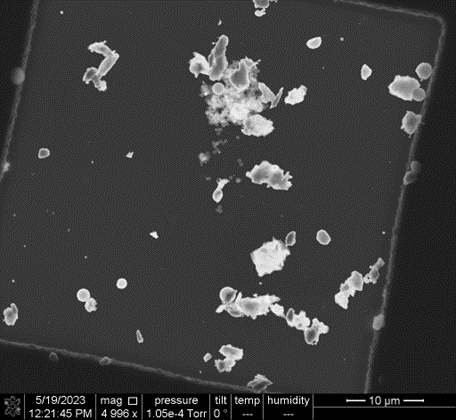 5/19/2023 mag □ pressure tilt temp humidity
12:21:45 PM 4 996 x 1.05e-4 Torr 0 ° --- --- 10 µm